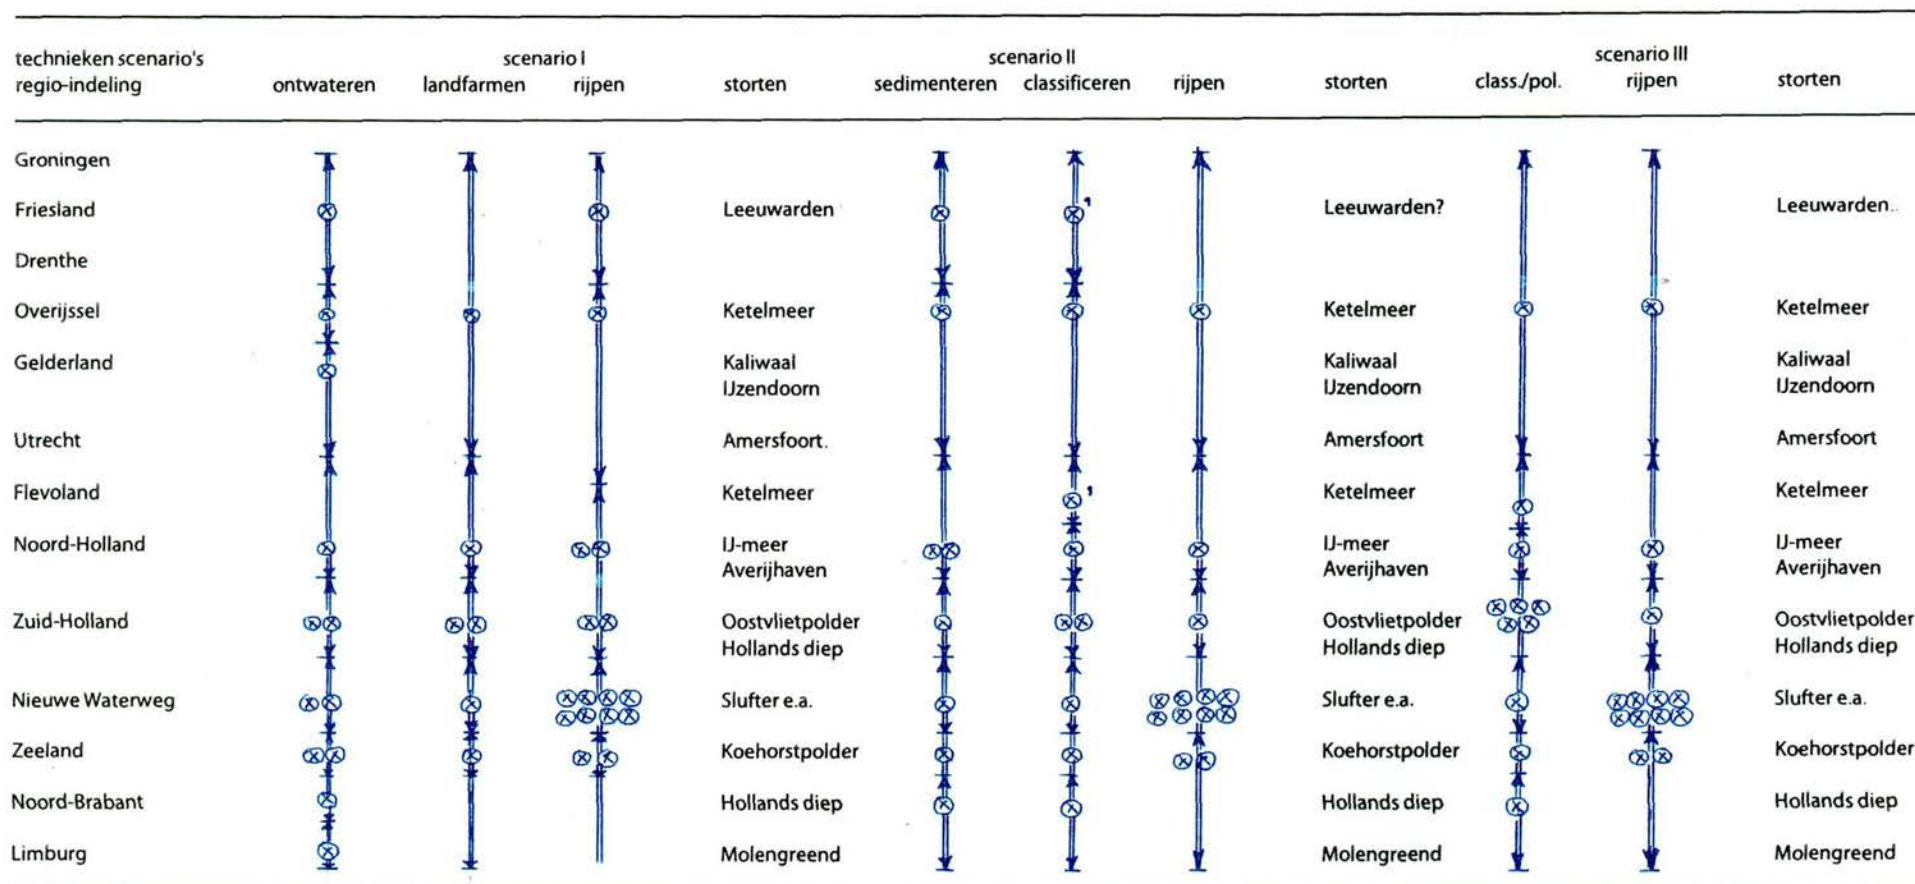 scenario I scenario II scenario III
technieken scenario's
regio-indeling ontwateren landfarmen rijpen storten sedimenteren classificeren rijpen storten class./pol. rijpen storten
Groningen
Friesland Leeuwarden 1 Leeuwarden? Leeuwarden
Drenthe
Overijssel Ketelmeer Ketelmeer Ketelmeer
Gelderland Kaliwaal Kaliwaal Kaliwaal
IJzendoorn IJzendoorn IJzendoorn
Utrecht Amersfoort Amersfoort Amersfoort
Flevoland Ketelmeer 1 Ketelmeer Ketelmeer
Noord-Holland IJ-meer IJ-meer IJ-meer
Averijhaven Averijhaven Averijhaven
Zuid-Holland Oostvlietpolder Oostvlietpolder Oostvlietpolder
Hollands diep Hollands diep Hollands diep
Nieuwe Waterweg Slufter e.a. Slufter e.a. Slufter e.a.
Zeeland Koehorstpolder Koehorstpolder Koehorstpolder
Noord-Brabant Hollands diep Hollands diep Hollands diep
Limburg Molengreend Molengreend Molengreend